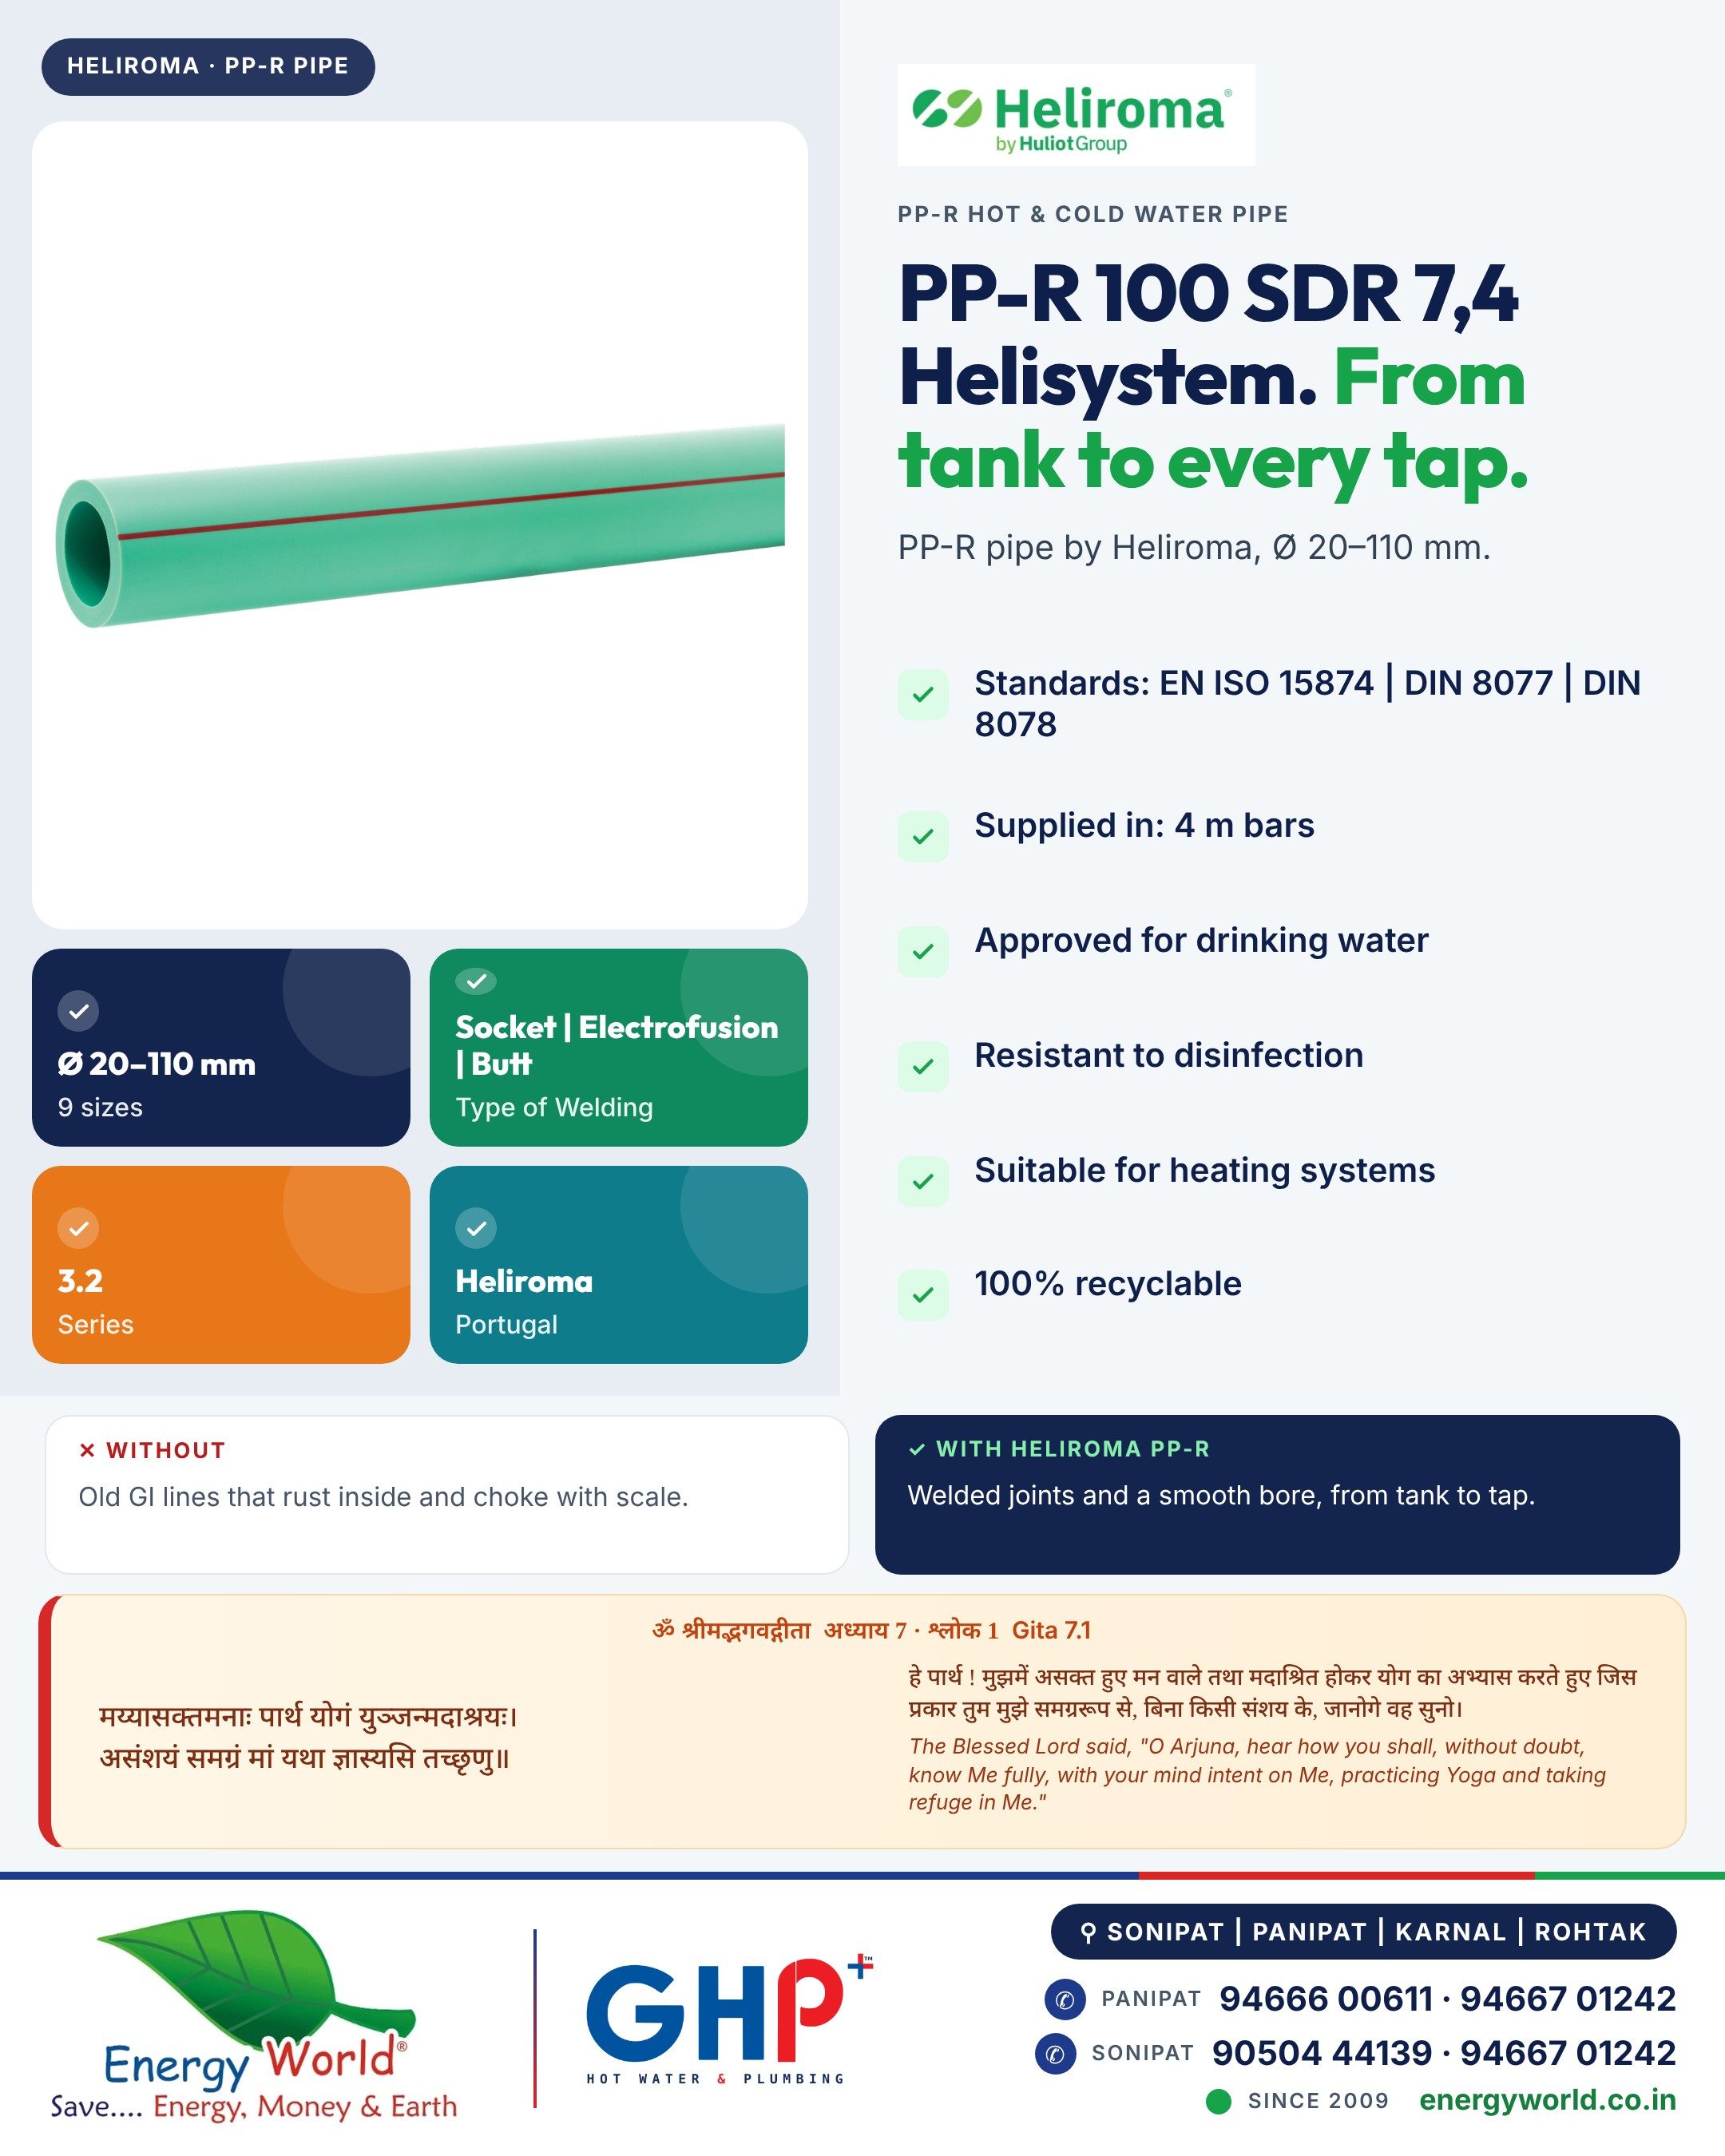 HELIROMA · PP-R PIPE
Heliroma®
by HuliotGroup
PP-R HOT & COLD WATER PIPE
PP-R 100 SDR 7,4
Helisystem. From
tank to every tap.
PP-R pipe by Heliroma, Ø 20–110 mm.
Standards: EN ISO 15874 | DIN 8077 | DIN
8078
Supplied in: 4 m bars
Approved for drinking water
Resistant to disinfection
Suitable for heating systems
100% recyclable
Ø 20–110 mm
9 sizes
Socket | Electrofusion
| Butt
Type of Welding
3.2
Series
Heliroma
Portugal
✕ WITHOUT
Old GI lines that rust inside and choke with scale.
✓ WITH HELIROMA PP-R
Welded joints and a smooth bore, from tank to tap.
ॐ श्रीमद्भगवद्गीता अध्याय 7 · श्लोक 1 Gita 7.1
मय्यासक्तमनाः पार्थ योगं युञ्जन्मदाश्रयः।
असंशयं समग्रं मां यथा ज्ञास्यसि तच्छृणु॥
हे पार्थ ! मुझमें असक्त हुए मन वाले तथा मदाश्रित होकर योग का अभ्यास करते हुए जिस
प्रकार तुम मुझे समग्ररूप से, बिना किसी संशय के, जानोगे वह सुनो।
The Blessed Lord said, "O Arjuna, hear how you shall, without doubt,
know Me fully, with your mind intent on Me, practicing Yoga and taking
refuge in Me."
Energy World®
Save.... Energy, Money & Earth
GHP+™
HOT WATER & PLUMBING
SONIPAT | PANIPAT | KARNAL | ROHTAK
PANIPAT 94666 00611 · 94667 01242
SONIPAT 90504 44139 · 94667 01242
SINCE 2009 energyworld.co.in